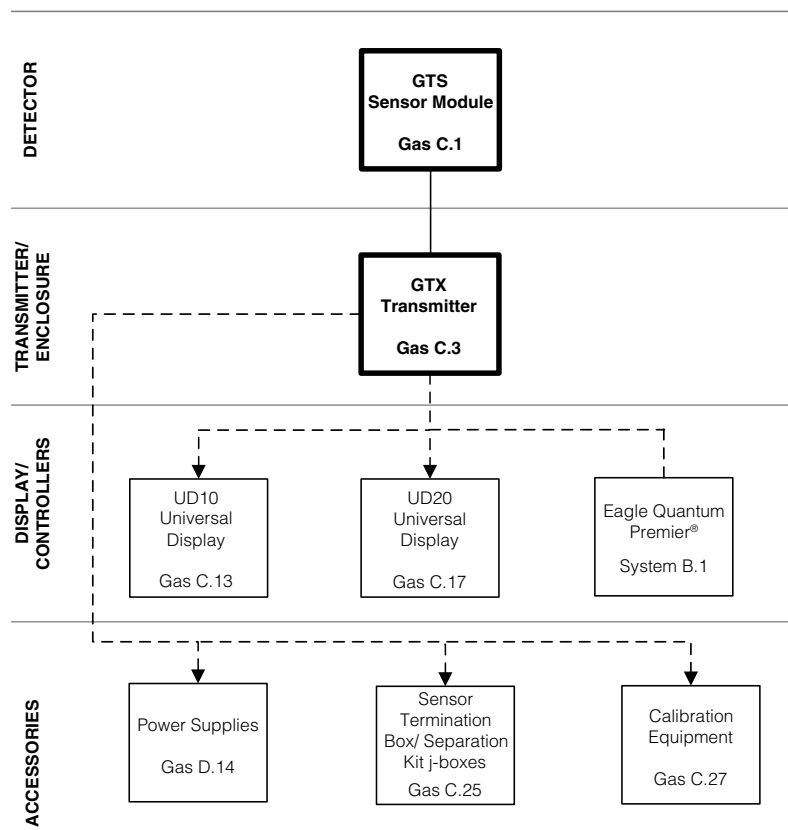 DETECTOR
GTS
Sensor Module
Gas C.1
TRANSMITTER/
ENCLOSURE
GTX
Transmitter
Gas C.3
DISPLAY/
CONTROLLERS
UD10
Universal
Display
Gas C.13
UD20
Universal
Display
Gas C.17
Eagle Quantum
Premier®
System B.1
ACCESSORIES
Power Supplies
Gas D.14
Sensor
Termination
Box/ Separation
Kit j-boxes
Gas C.25
Calibration
Equipment
Gas C.27